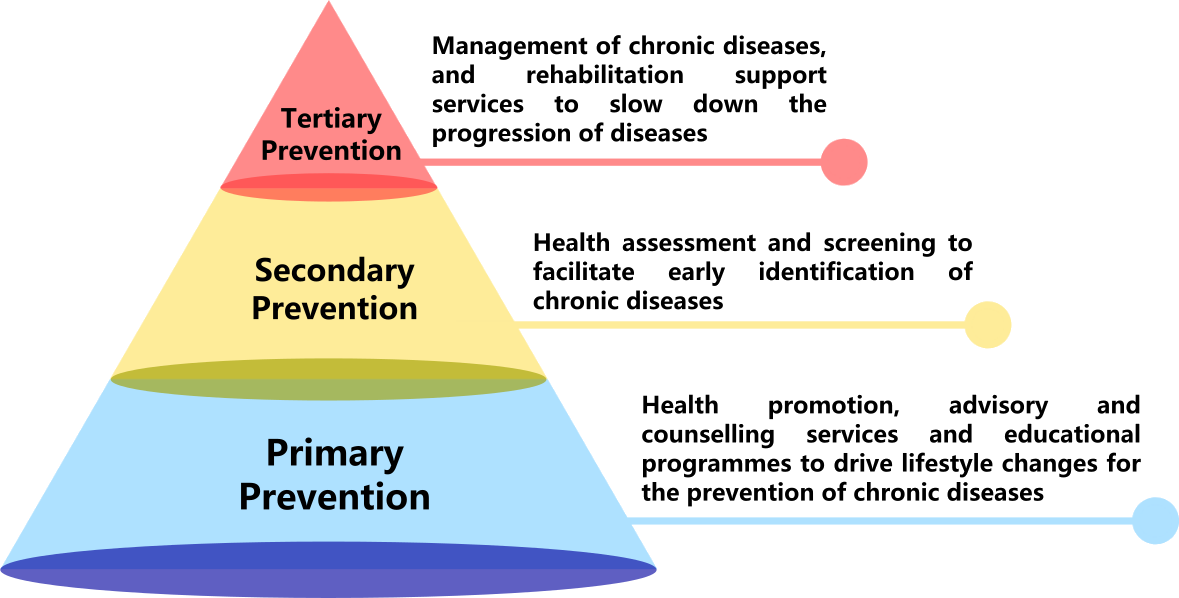 Tertiary
Prevention
Management of chronic diseases,
and rehabilitation support
services to slow down the
progression of diseases
Secondary
Prevention
Health assessment and screening to
facilitate early identification of
chronic diseases
Primary
Prevention
Health promotion, advisory and
counselling services and educational
programmes to drive lifestyle changes for
the prevention of chronic diseases